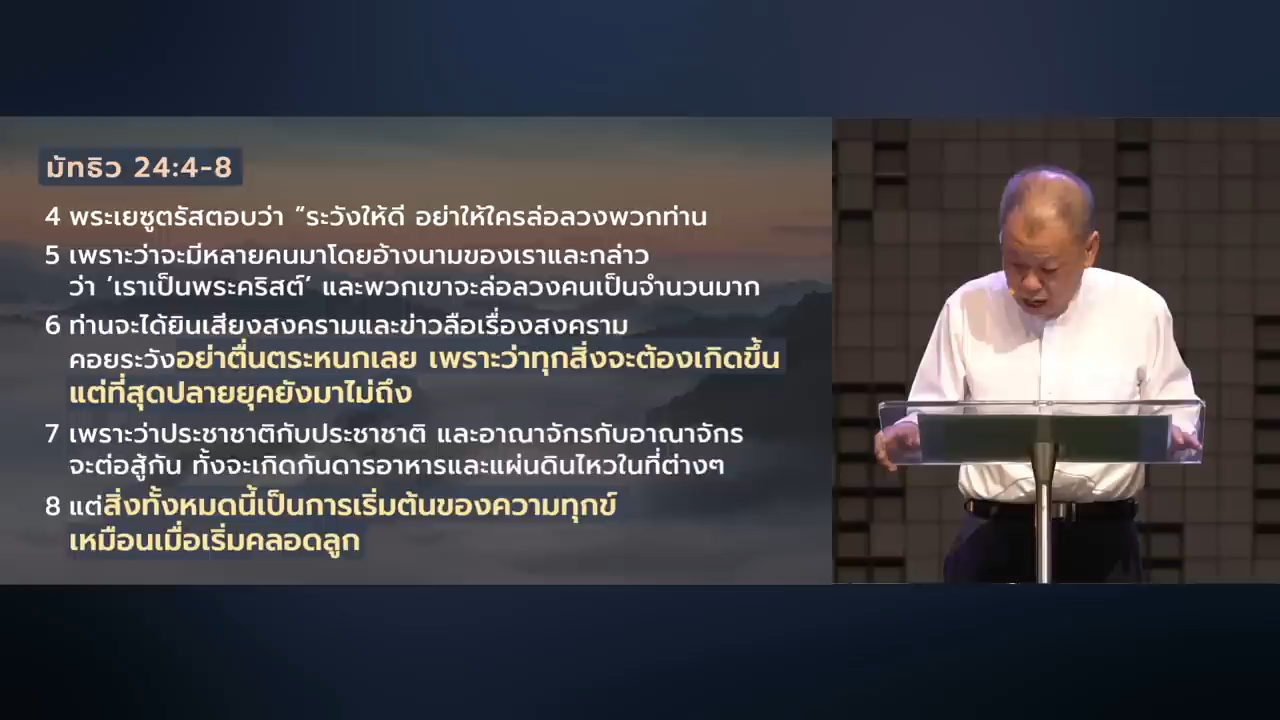 มัทธิว 24:4-8
4 พระเยซูตรัสตอบว่า “ระวังให้ดี อย่าให้ใครล่อลวงพวกท่าน
5 เพราะว่าจะมีหลายคนมาโดยอ้างนามของเราและกล่าว
ว่า ‘เราเป็นพระคริสต์’ และพวกเขาจะล่อลวงคนเป็นจำนวนมาก
6 ท่านจะได้ยินเสียงสงครามและข่าวลือเรื่องสงคราม
คอยระวังอย่าตื่นตระหนกเลย เพราะว่าทุกสิ่งจะต้องเกิดขึ้น
แต่ที่สุดปลายยุคยังมาไม่ถึง
7 เพราะว่าประชาชาติกับประชาชาติ และอาณาจักรกับอาณาจักร
จะต่อสู้กัน ทั้งจะเกิดกันดารอาหารและแผ่นดินไหวในที่ต่างๆ
8 แต่สิ่งทั้งหมดนี้เป็นการเริ่มต้นของความทุกข์
เหมือนเมื่อเริ่มคลอดลูก